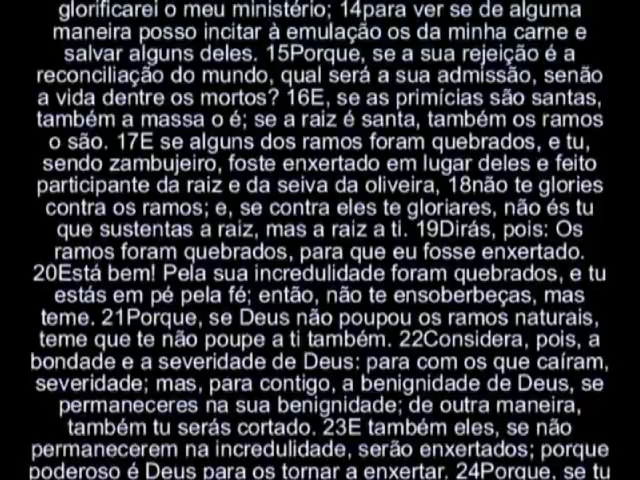 glorificarei o meu ministério; 14para ver se de alguma
maneira posso incitar à emulação os da minha carne e
salvar alguns deles. 15Porque, se a sua rejeição é a
reconciliação do mundo, qual será a sua admissão, senão
a vida dentre os mortos? 16E, se as primícias são santas,
também a massa o é; se a raiz é santa, também os ramos
o são. 17E se alguns dos ramos foram quebrados, e tu,
sendo zambujeiro, foste enxertado em lugar deles e feito
participante da raiz e da seiva da oliveira, 18não te glories
contra os ramos; e, se contra eles te gloriares, não és tu
que sustentas a raiz, mas a raiz a ti. 19Dirás, pois: Os
ramos foram quebrados, para que eu fosse enxertado.
20Está bem! Pela sua incredulidade foram quebrados, e tu
estás em pé pela fé; então, não te ensoberbeças, mas
teme. 21Porque, se Deus não poupou os ramos naturais,
teme que te não poupe a ti também. 22Considera, pois, a
bondade e a severidade de Deus: para com os que caíram,
severidade; mas, para contigo, a benignidade de Deus, se
permaneceres na sua benignidade; de outra maneira,
também tu serás cortado. 23E também eles, se não
permanecerem na incredulidade, serão enxertados; porque
poderoso é Deus para os tornar a enxertar. 24Porque, se tu